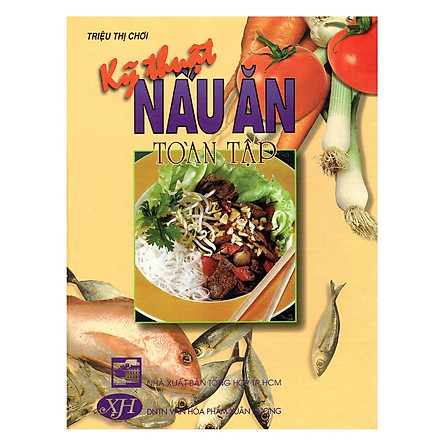 TRIỆU THỊ CHƠI
Kỹ thuật
NẤU ĂN
TOÀN TẬP
NHÀ XUẤT BẢN TỔNG HỢP TP.HCM
XH
DNTN VĂN HÓA PHẨM XUÂN HƯƠNG